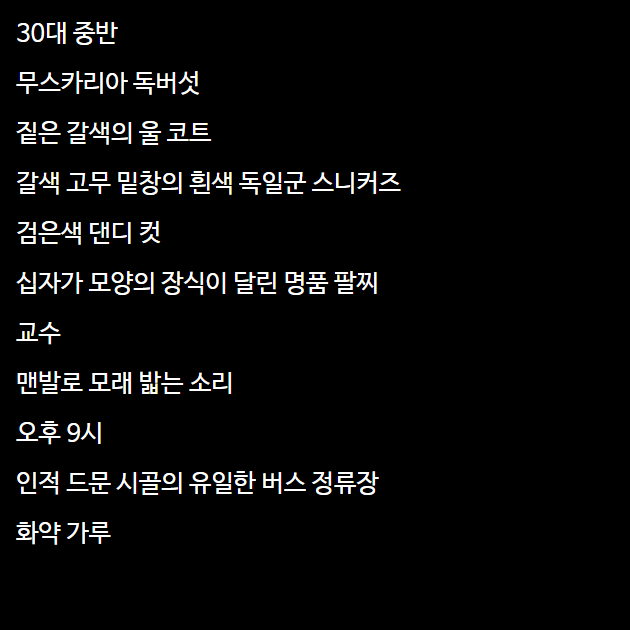 30대 중반
무스카리아 독버섯
짙은 갈색의 울 코트
갈색 고무 밑창의 흰색 독일군 스니커즈
검은색 댄디 컷
십자가 모양의 장식이 달린 명품 팔찌
교수
맨발로 모래 밟는 소리
오후 9시
인적 드문 시골의 유일한 버스 정류장
화약 가루